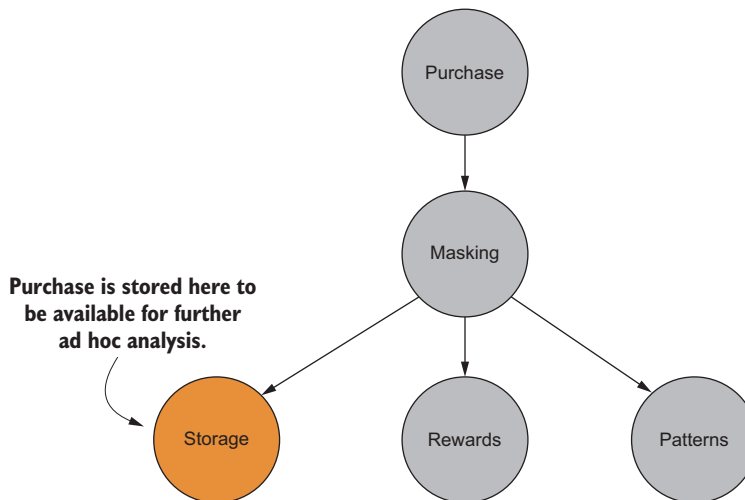 Purchase
Masking
Purchase is stored here to
be available for further
ad hoc analysis.
Storage
Rewards
Patterns